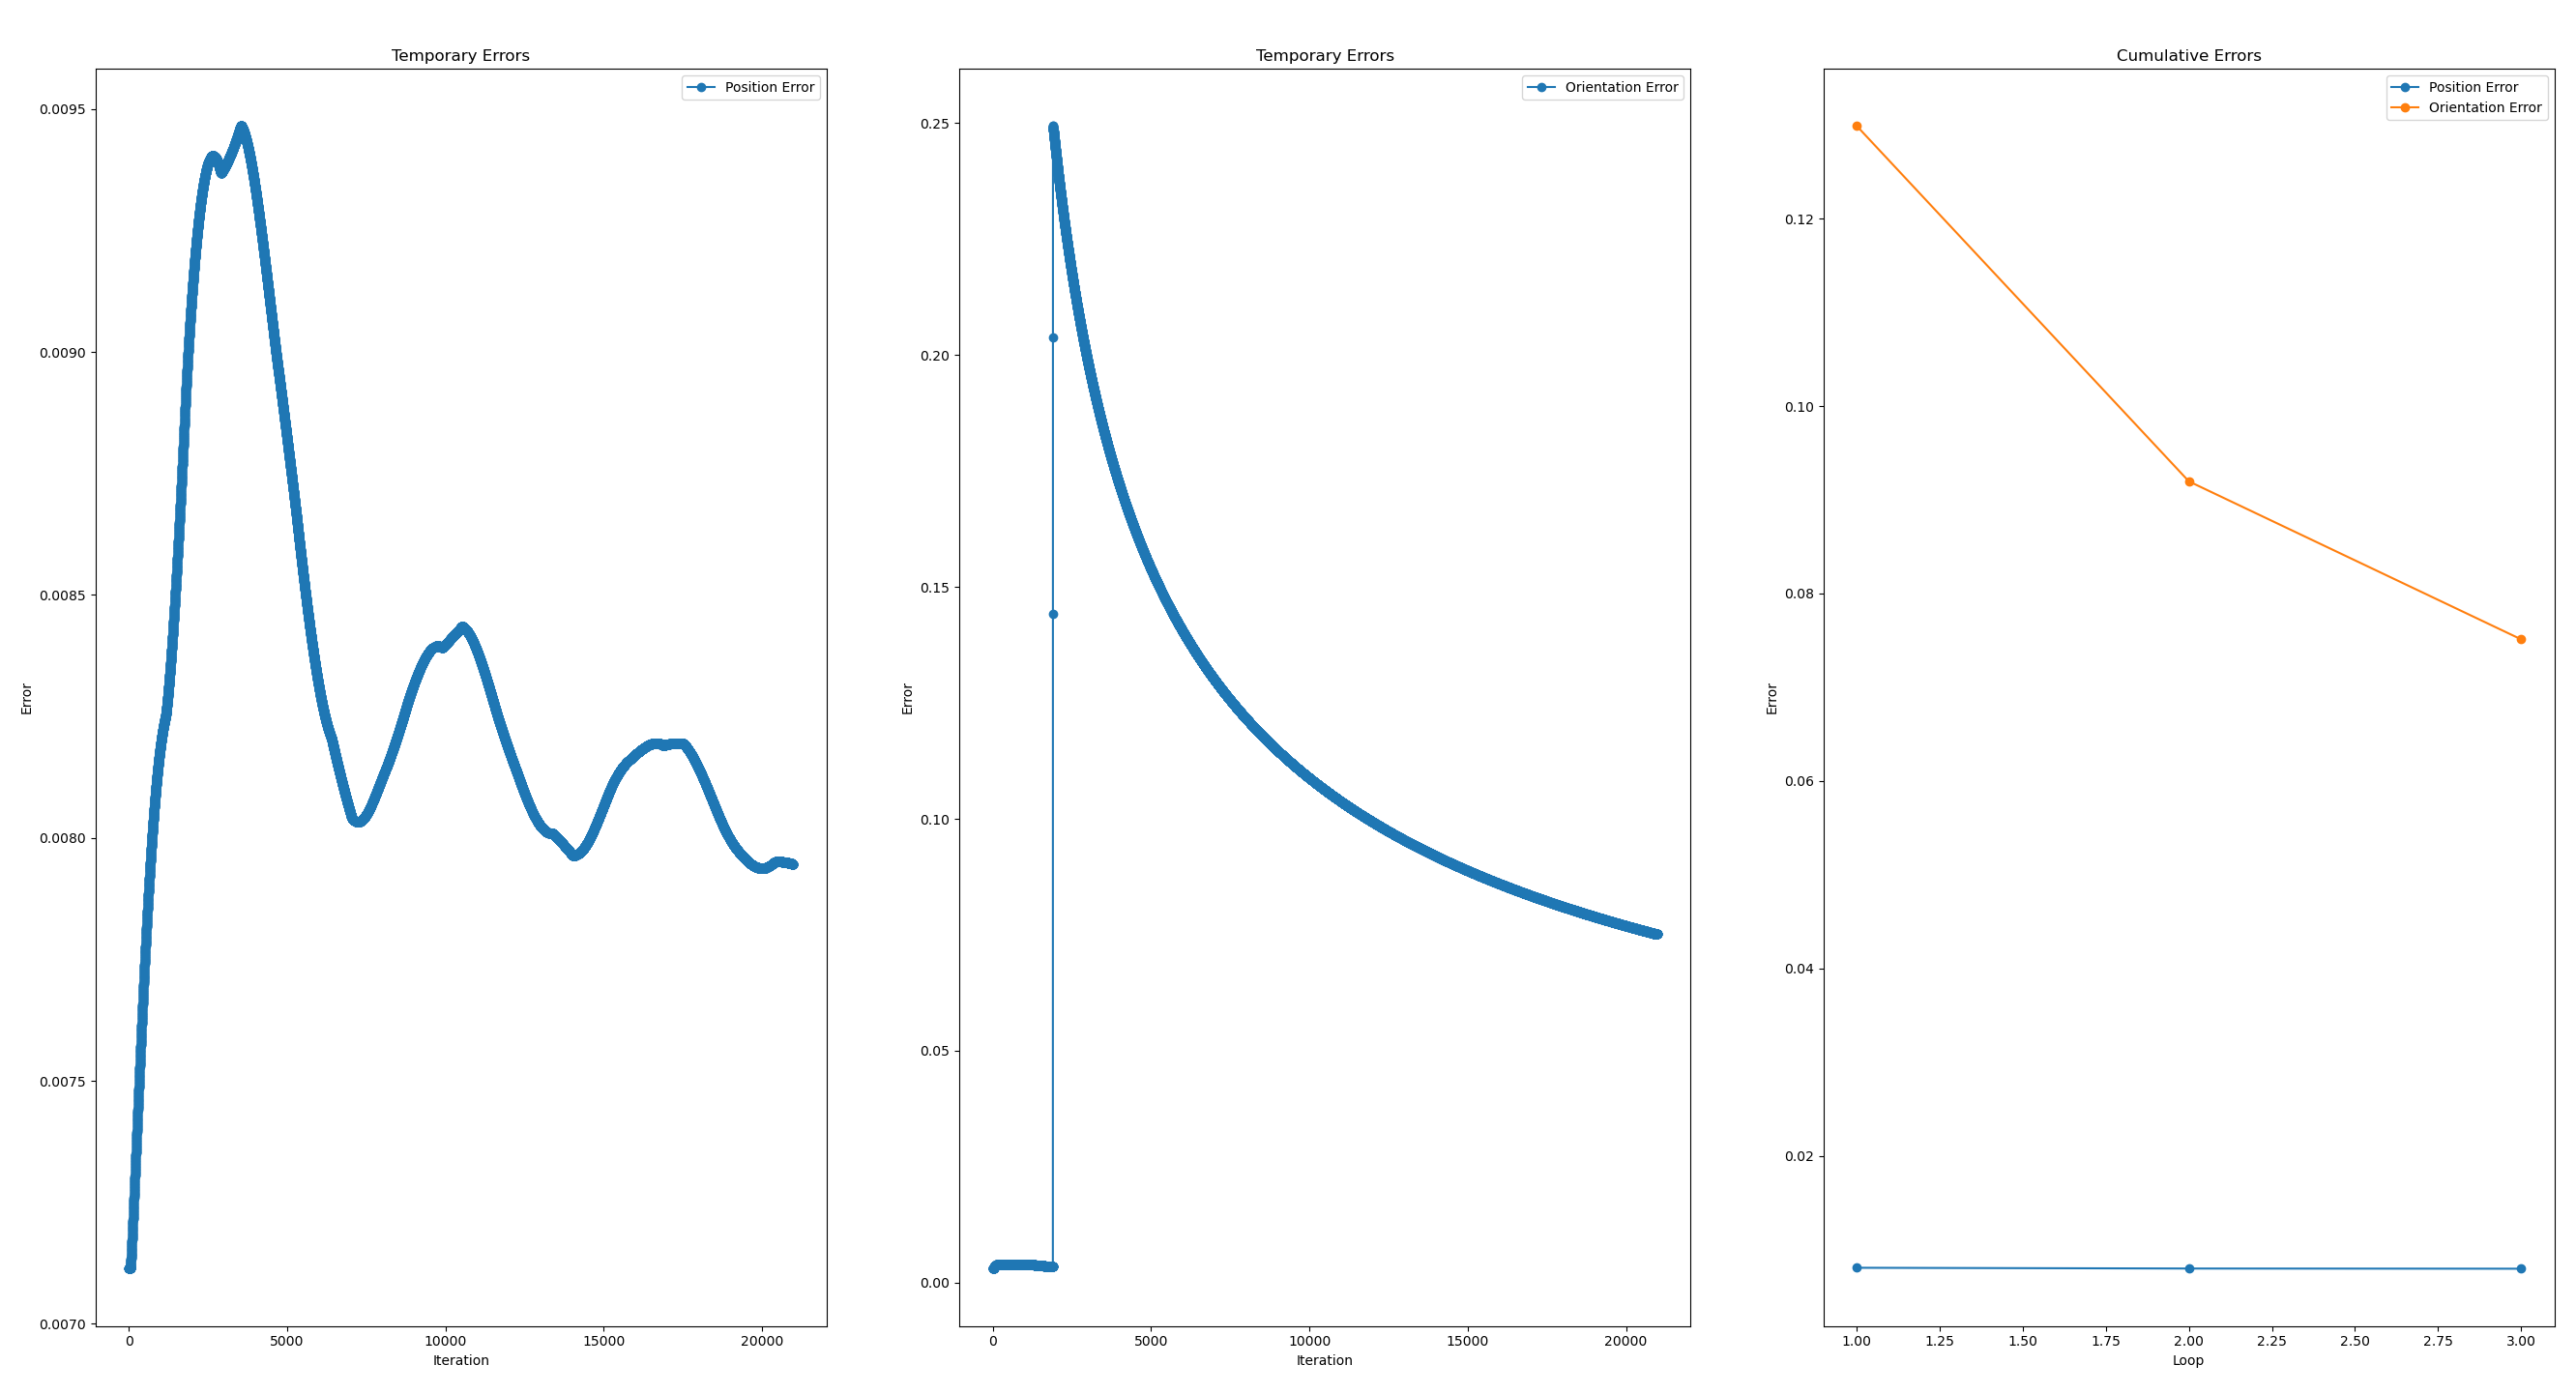 Temporary Errors
Position Error
0.0095
0.0090
0.0085
0.0080
0.0075
0.0070
Error
0 5000 10000 15000 20000
Iteration
Temporary Errors
Orientation Error
0.25
0.20
0.15
0.10
0.05
0.00
Error
0 5000 10000 15000 20000
Iteration
Cumulative Errors
Position Error
Orientation Error
0.12
0.10
0.08
0.06
0.04
0.02
Error
1.00 1.25 1.50 1.75 2.00 2.25 2.50 2.75 3.00
Loop